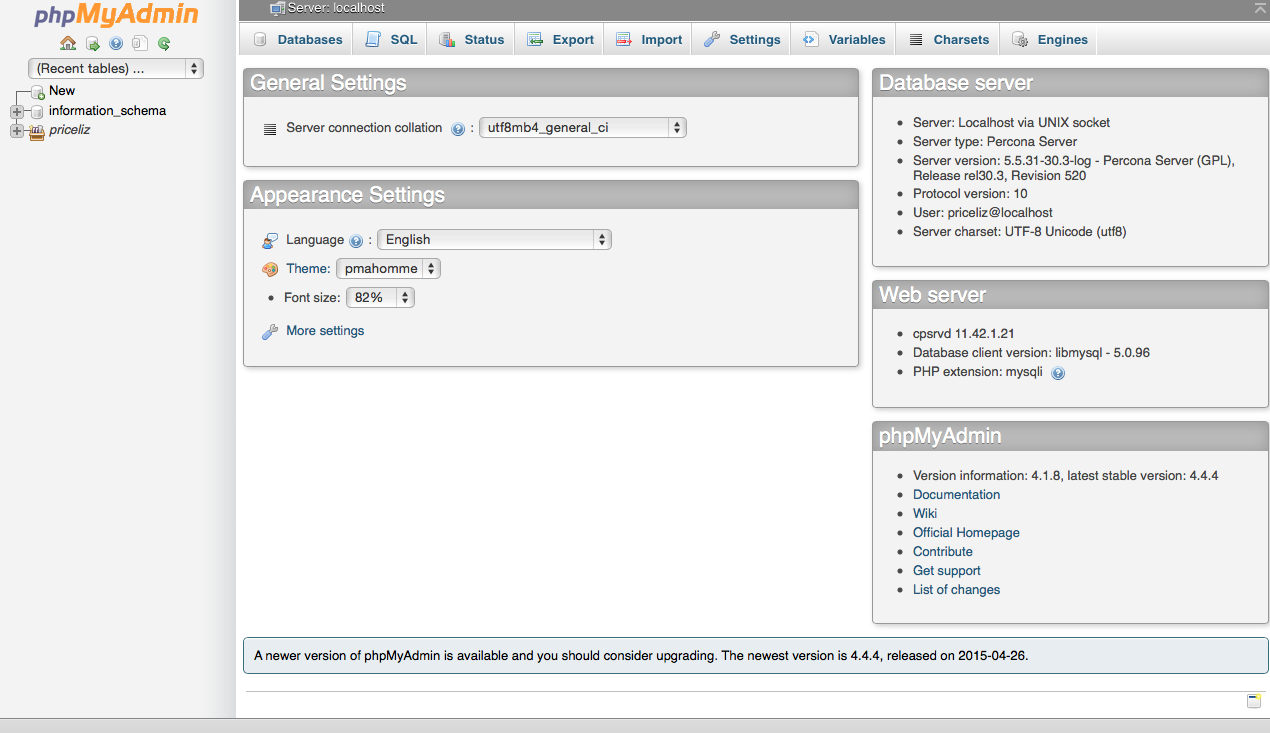 phpMyAdmin
(Recent tables) ...
New
information_schema
priceliz
Server: localhost
Databases SQL Status Export Import Settings Variables Charsets Engines
General Settings
Server connection collation : utf8mb4_general_ci
Appearance Settings
Language : English
Theme: pmahomme
Font size: 82%
More settings
Database server
Server: Localhost via UNIX socket
Server type: Percona Server
Server version: 5.5.31-30.3-log - Percona Server (GPL),
Release rel30.3, Revision 520
Protocol version: 10
User: priceliz@localhost
Server charset: UTF-8 Unicode (utf8)
Web server
cpsrvd 11.42.1.21
Database client version: libmysql - 5.0.96
PHP extension: mysqli
phpMyAdmin
Version information: 4.1.8, latest stable version: 4.4.4
Documentation
Wiki
Official Homepage
Contribute
Get support
List of changes
A newer version of phpMyAdmin is available and you should consider upgrading. The newest version is 4.4.4, released on 2015-04-26.